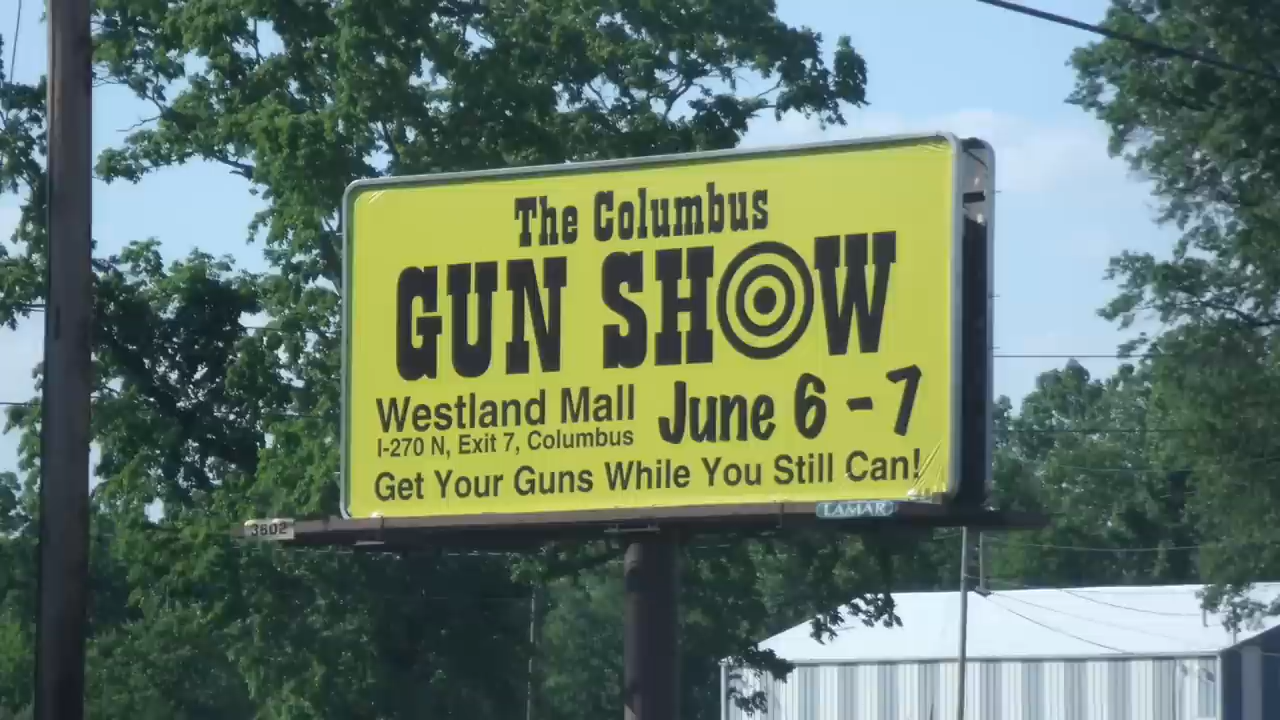 The Columbus
GUN SHOW
Westland Mall
I-270 N, Exit 7, Columbus
June 6 - 7
Get Your Guns While You Still Can!
3602
LAMAR